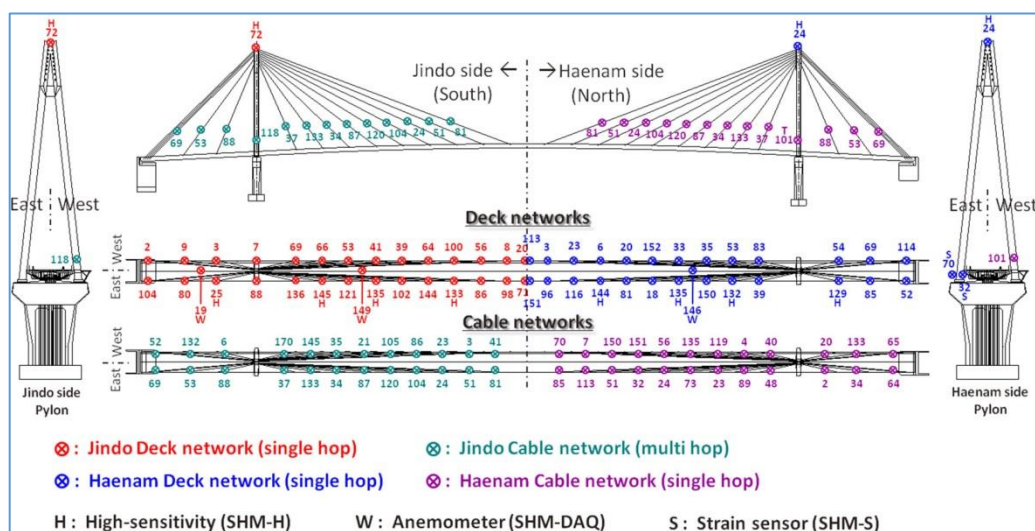 H
72
H
72
H
24
H
24
Jindo side ← → Haenam side
(South) (North)
69 53 88 118 37 133 34 87 120 104 24 51 81
81 51 24 104 120 87 34 133 37 T 101 88 53 69
East West
118
East West
S
70
32
S
101
Deck networks
2 9 3 7 69 66 53 41 39 64 100 56 8 20 113 3 23 6 20 152 33 35 53 83 54 69 114
West
East
104 80 25 88 136 145 121 135 102 144 133 86 98 71 151 96 116 144 81 18 135 150 132 39 129 85 52
H H H H H H H H
19 149 146
W W W
Cable networks
52 132 6 170 145 35 21 105 86 23 3 41 70 7 150 151 56 135 119 4 40 20 133 65
West
East
69 53 88 37 133 34 87 120 104 24 51 81 85 113 51 32 24 73 23 89 48 2 34 64
Jindo side
Pylon
Haenam side
Pylon
: Jindo Deck network (single hop) : Jindo Cable network (multi hop)
: Haenam Deck network (single hop) : Haenam Cable network (single hop)
H : High-sensitivity (SHM-H) W : Anemometer (SHM-DAQ) S : Strain sensor (SHM-S)